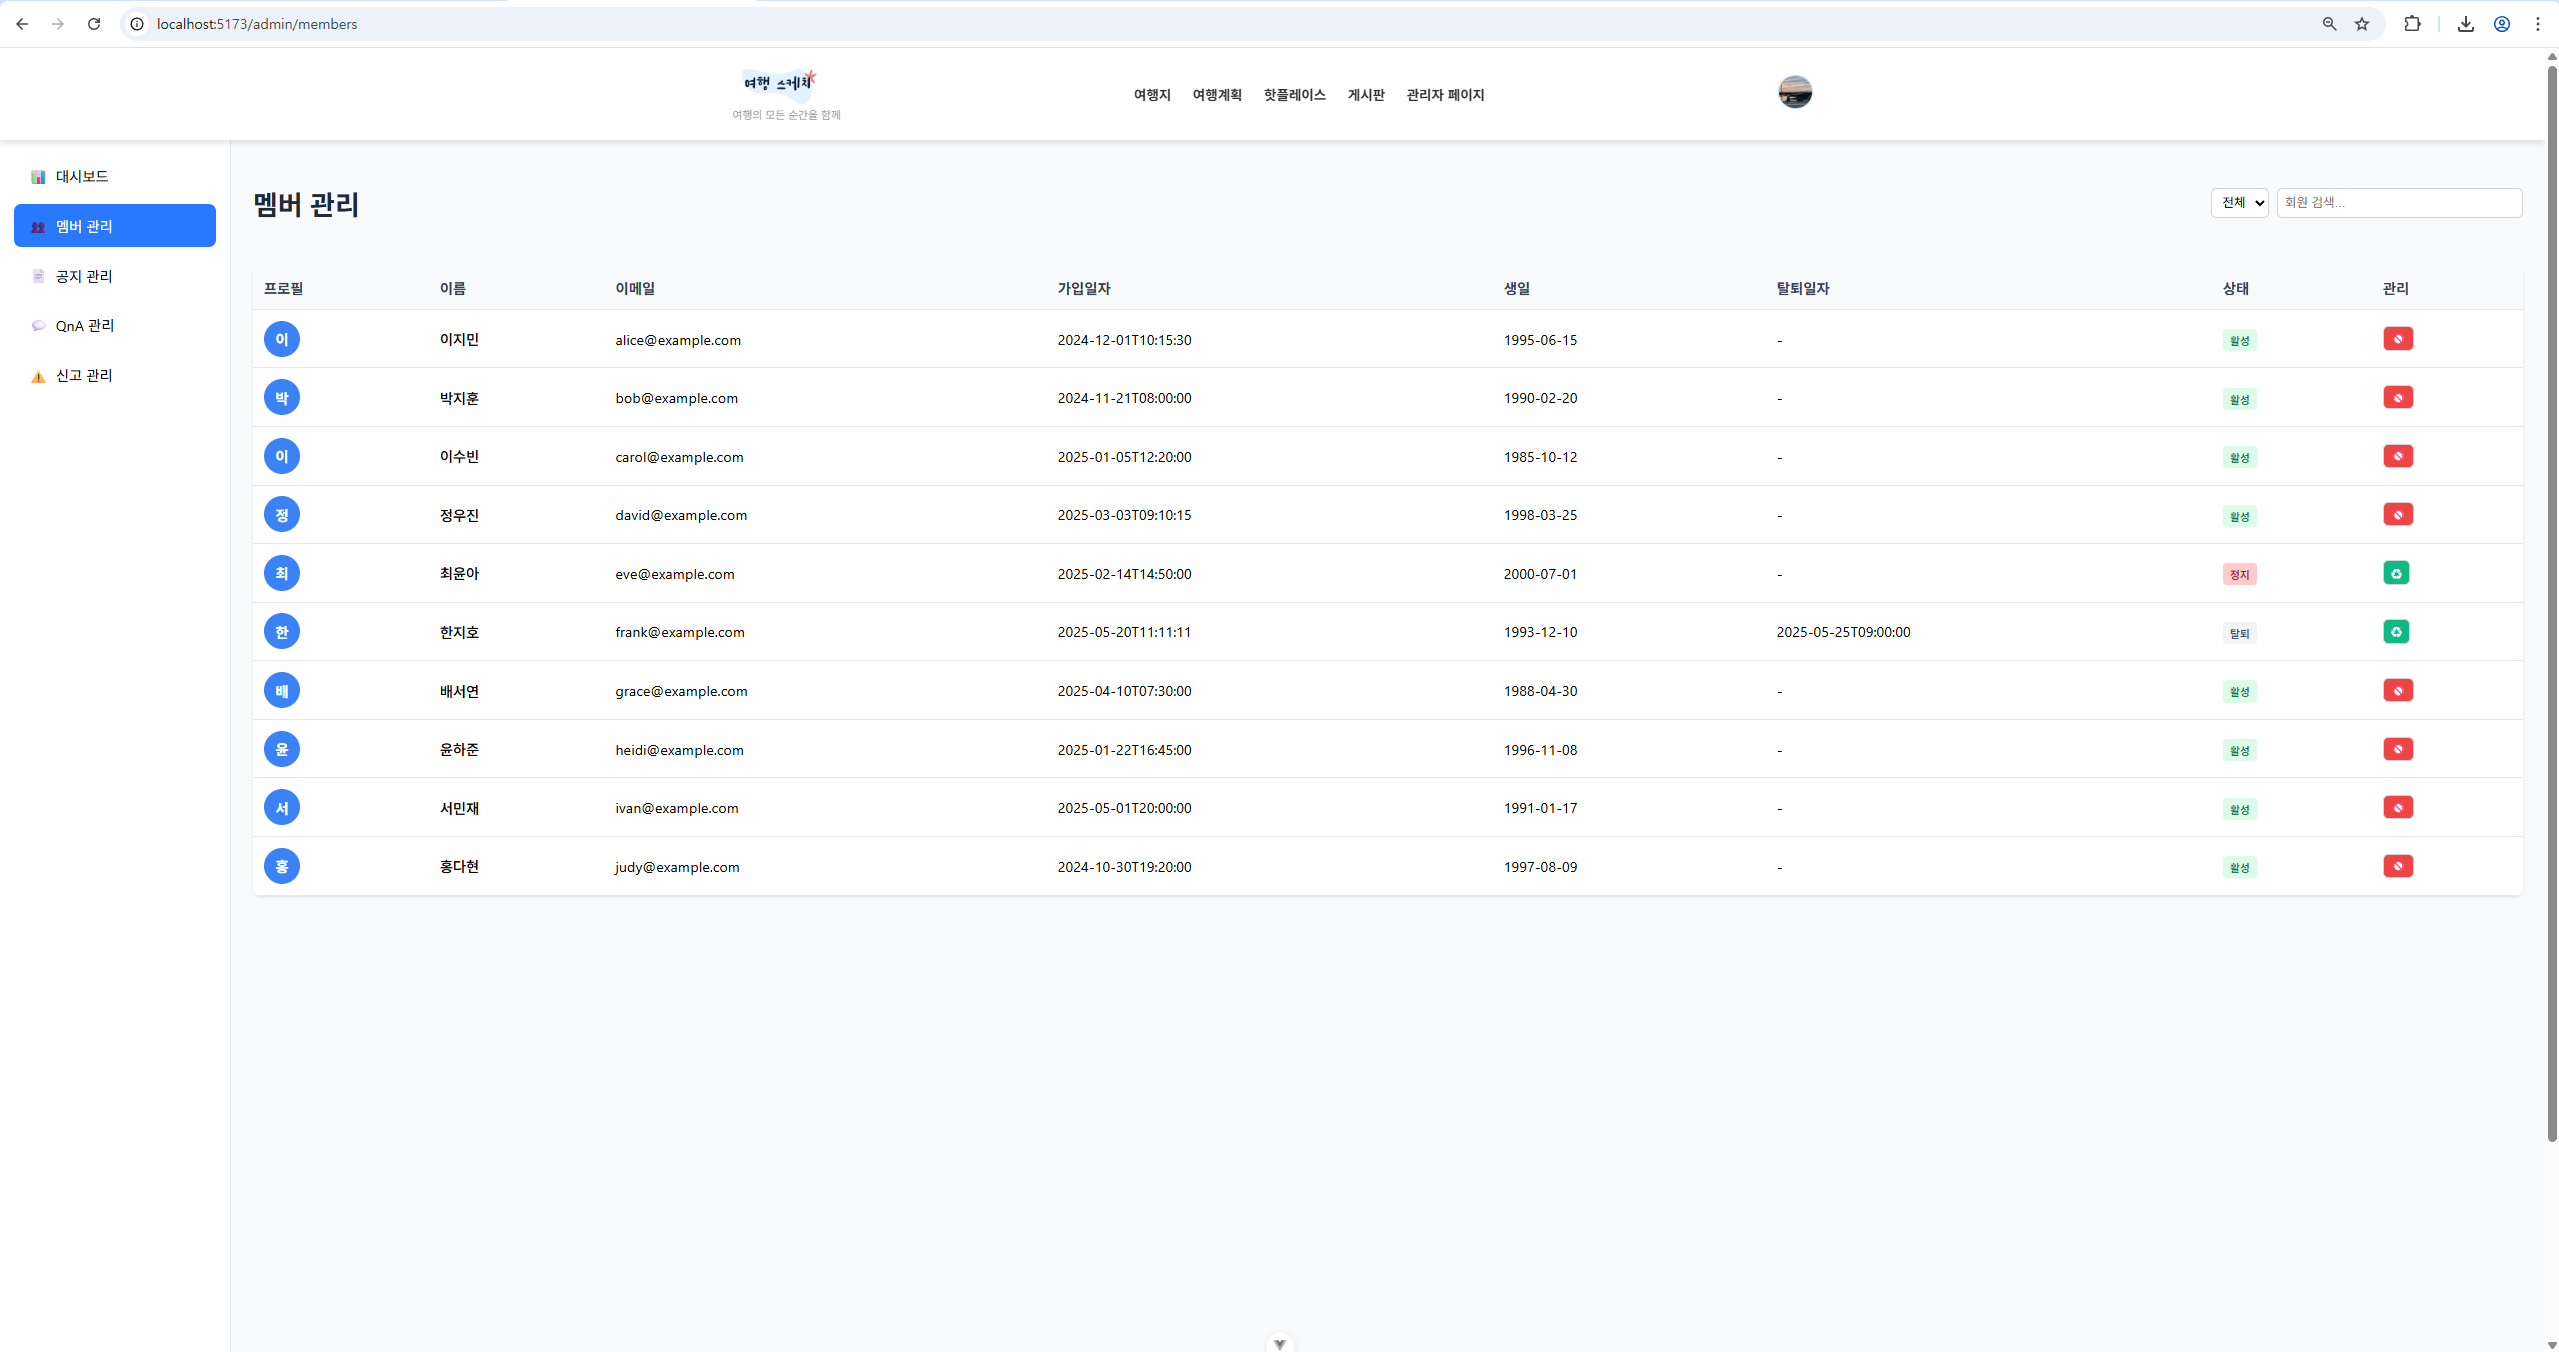 localhost:5173/admin/members
여행 스케치
여행의 모든 순간을 함께
여행지 여행계획 핫플레이스 게시판 관리자 페이지
대시보드
멤버 관리
공지 관리
QnA 관리
신고 관리
멤버 관리
전체 회원 검색...
프로필 이름 이메일 가입일자 생일 탈퇴일자 상태 관리
이 이지민 alice@example.com 2024-12-01T10:15:30 1995-06-15 - 활성
박 박지훈 bob@example.com 2024-11-21T08:00:00 1990-02-20 - 활성
이 이수빈 carol@example.com 2025-01-05T12:20:00 1985-10-12 - 활성
정 정우진 david@example.com 2025-03-03T09:10:15 1998-03-25 - 활성
최 최윤아 eve@example.com 2025-02-14T14:50:00 2000-07-01 - 정지
한 한지호 frank@example.com 2025-05-20T11:11:11 1993-12-10 2025-05-25T09:00:00 탈퇴
배 배서연 grace@example.com 2025-04-10T07:30:00 1988-04-30 - 활성
윤 윤하준 heidi@example.com 2025-01-22T16:45:00 1996-11-08 - 활성
서 서민재 ivan@example.com 2025-05-01T20:00:00 1991-01-17 - 활성
홍 홍다현 judy@example.com 2024-10-30T19:20:00 1997-08-09 - 활성